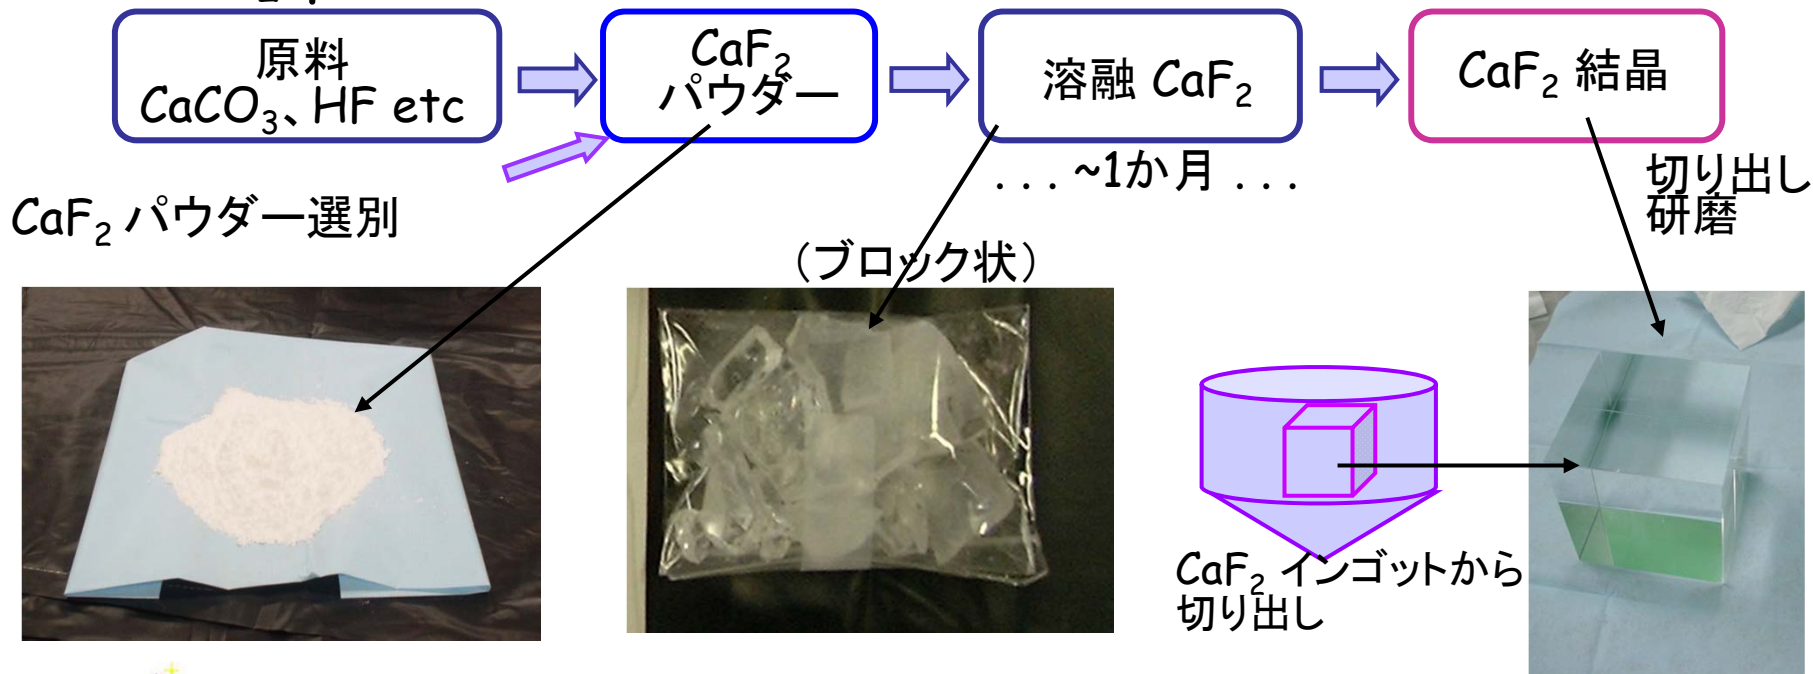 原料
CaCO₃、HF etc
CaF₂
パウダー
溶融 CaF₂
CaF₂ 結晶
...~1か月...
切り出し
研磨
CaF₂ パウダー選別
(ブロック状)
CaF₂ インゴットから
切り出し